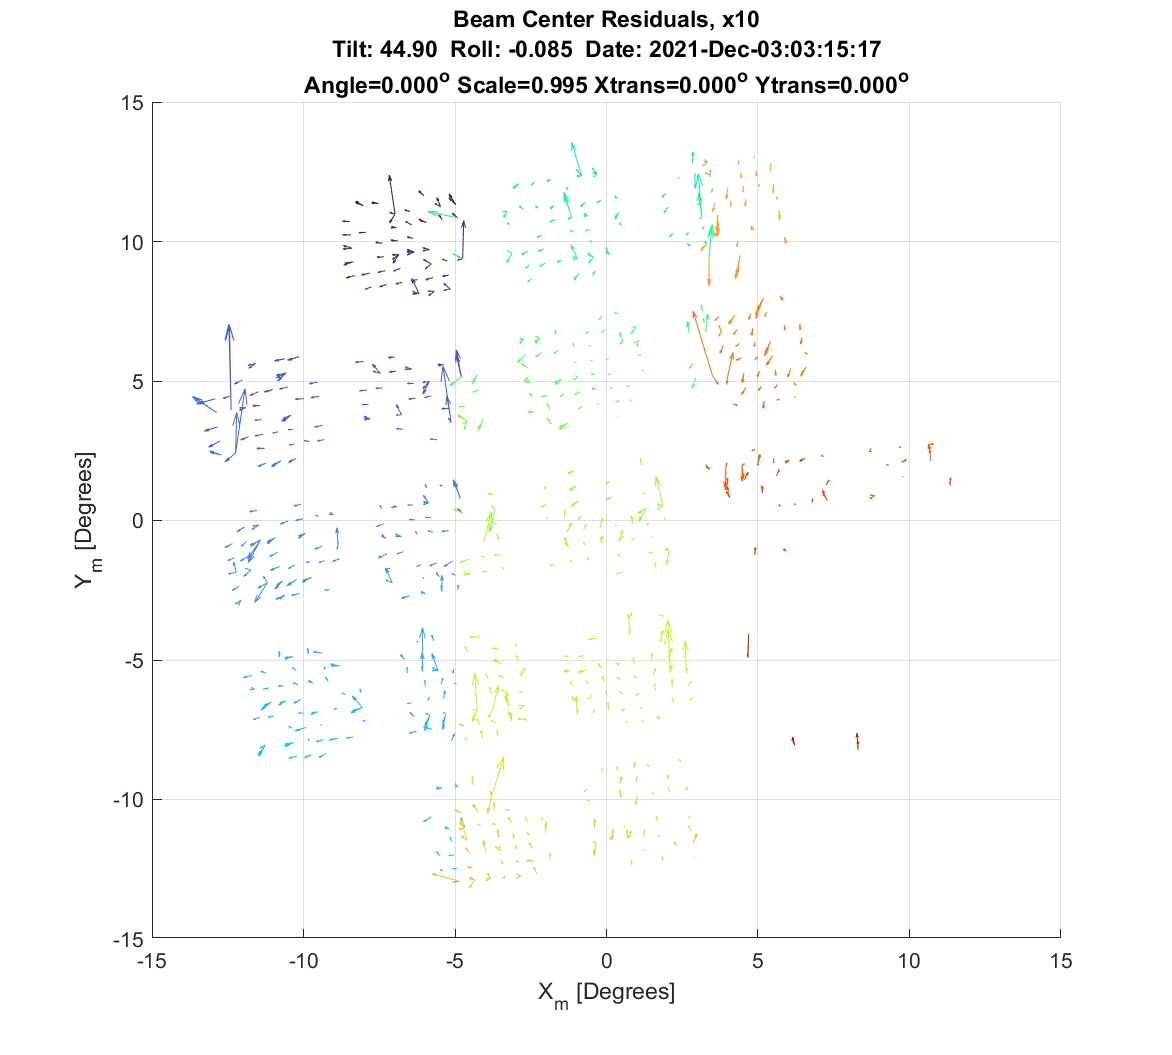 Beam Center Residuals, x10
Tilt: 44.90 Roll: -0.085 Date: 2021-Dec-03:03:15:17
Angle=0.000° Scale=0.995 Xtrans=0.000° Ytrans=0.000°
15
10
5
0
-5
-10
-15
Y_m [Degrees]
-15 -10 -5 0 5 10 15
X_m [Degrees]